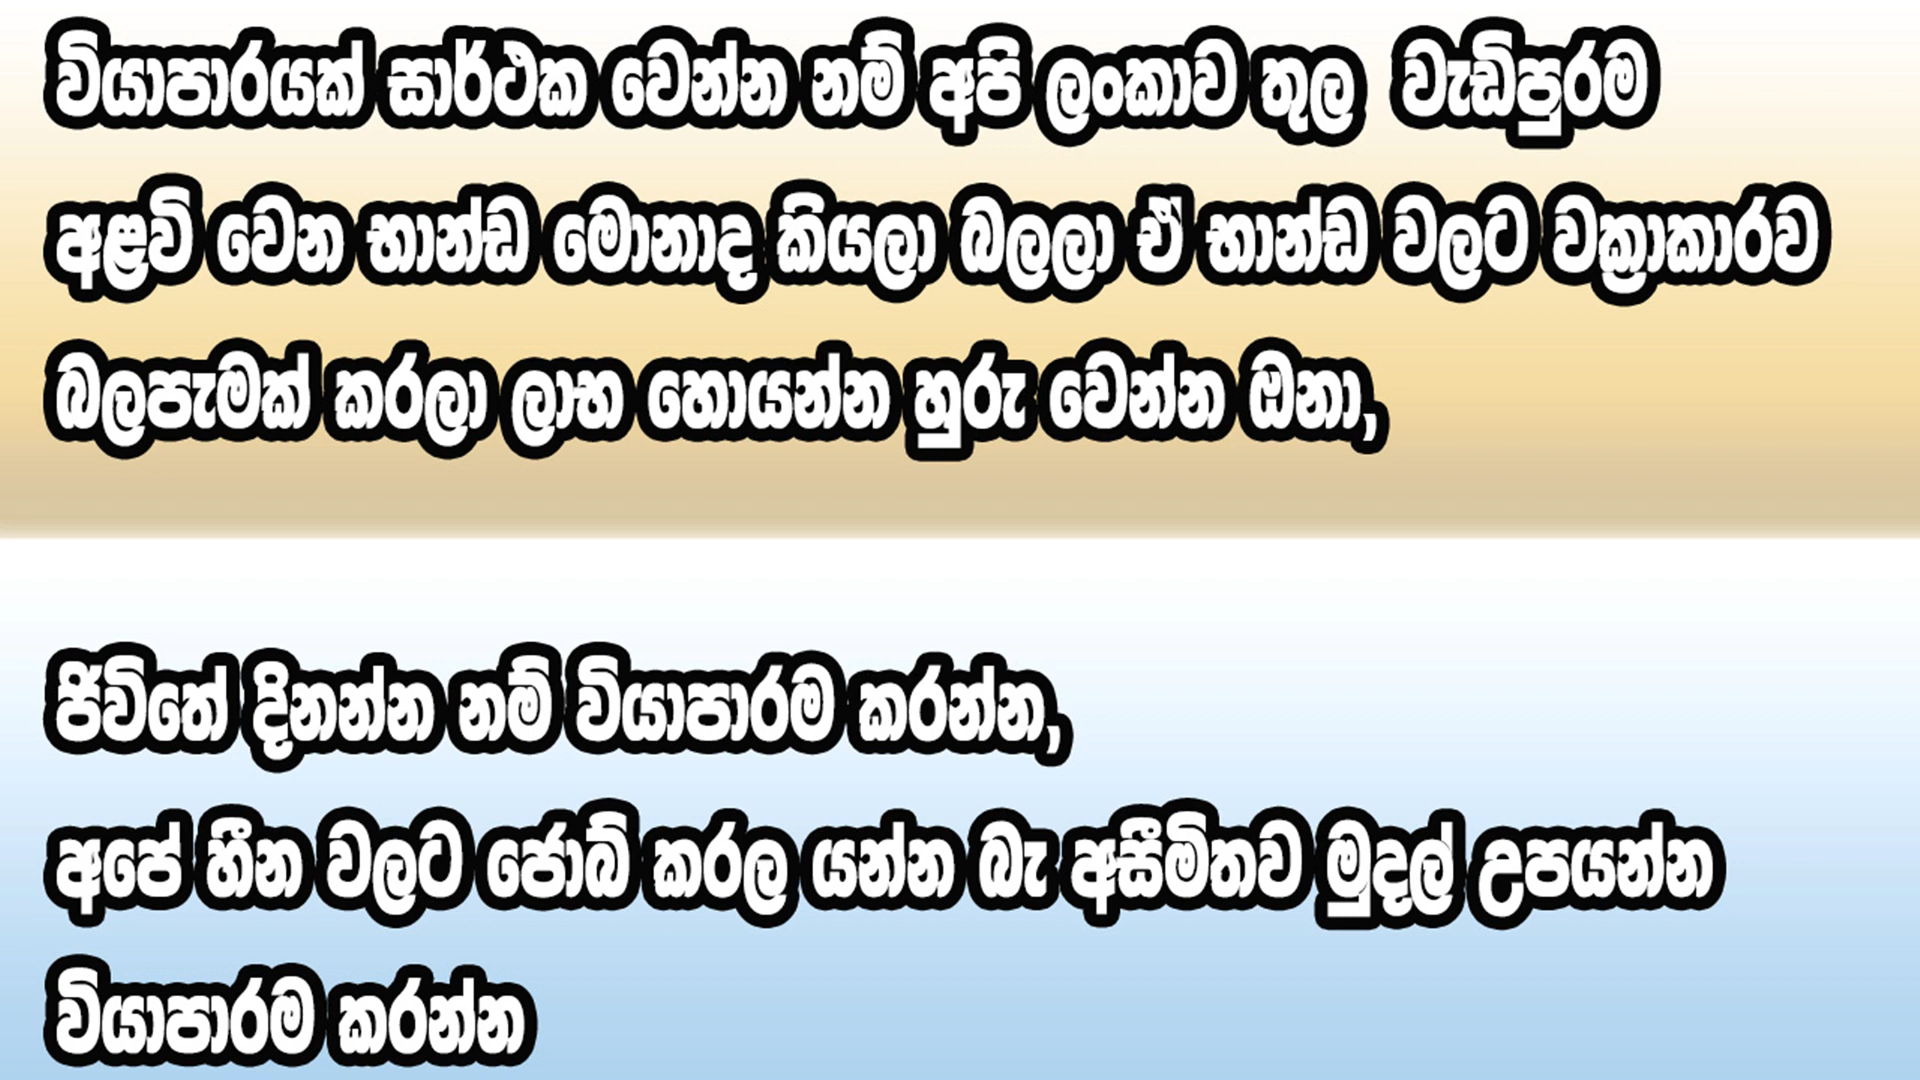 වියාපාරයක් සාර්ථක වෙන්න නම් අපි ලංකාව තුල වැඩිපුරම
අළවි වෙන භාන්ඩ මොනාද කියලා බලලා ඒ භාන්ඩ වලට වක්‍රාකාරව
බලපැමක් කරලා ලාභ හොයන්න හුරු වෙන්න ඔනා,
ජිවිතේ දිනන්න නම් වියාපාරම කරන්න,
අපේ හීන වලට ජොබ් කරල යන්න බැ අසීමිතව මුදල් උපයන්න
වියාපාරම කරන්න